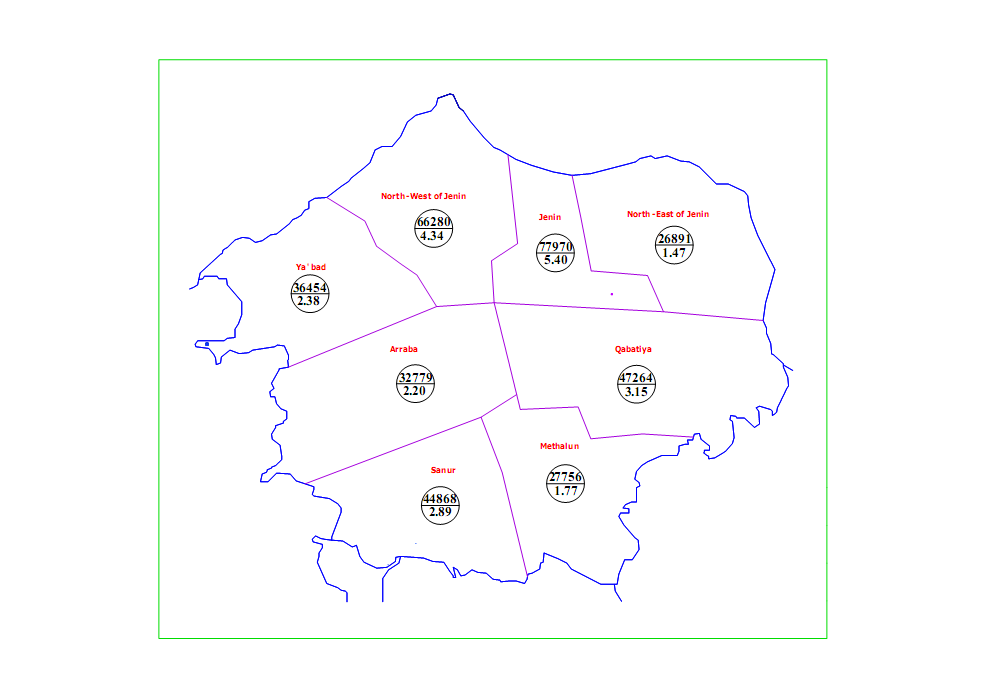 North-West of Jenin
66280
4.34
Jenin
77970
5.40
North-East of Jenin
26891
1.47
Ya'bad
36454
2.38
Arraba
32779
2.20
Qabatiya
47264
3.15
Sanur
44868
2.89
Methalun
27756
1.77